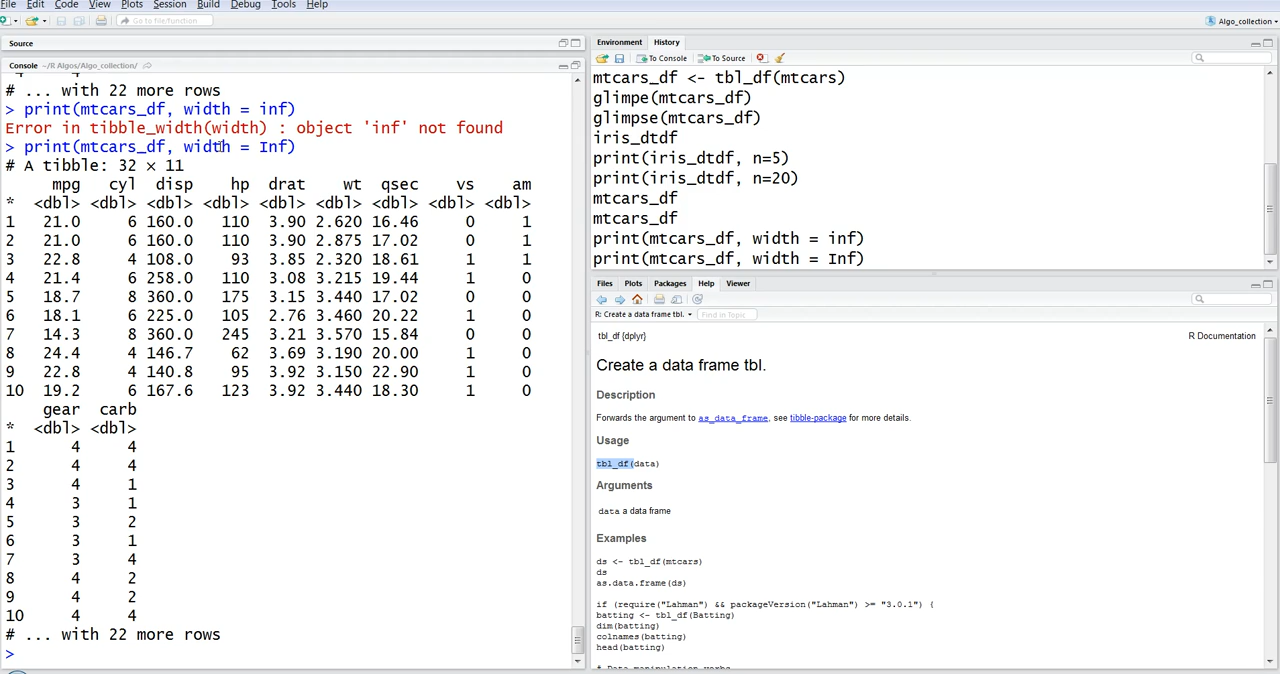 File Edit Code View Plots Session Build Debug Tools Help
Go to file/function
Algo_collection
Source
Console ~/R Algos/Algo_collection/
4 4
# ... with 22 more rows
> print(mtcars_df, width = inf)
Error in tibble_width(width) : object 'inf' not found
> print(mtcars_df, width = Inf)
# A tibble: 32 × 11
mpg cyl disp hp drat wt qsec vs am
* <dbl> <dbl> <dbl> <dbl> <dbl> <dbl> <dbl> <dbl> <dbl>
1 21.0 6 160.0 110 3.90 2.620 16.46 0 1
2 21.0 6 160.0 110 3.90 2.875 17.02 0 1
3 22.8 4 108.0 93 3.85 2.320 18.61 1 1
4 21.4 6 258.0 110 3.08 3.215 19.44 1 0
5 18.7 8 360.0 175 3.15 3.440 17.02 0 0
6 18.1 6 225.0 105 2.76 3.460 20.22 1 0
7 14.3 8 360.0 245 3.21 3.570 15.84 0 0
8 24.4 4 146.7 62 3.69 3.190 20.00 1 0
9 22.8 4 140.8 95 3.92 3.150 22.90 1 0
10 19.2 6 167.6 123 3.92 3.440 18.30 1 0
gear carb
* <dbl> <dbl>
1 4 4
2 4 4
3 4 1
4 3 1
5 3 2
6 3 1
7 3 4
8 4 2
9 4 2
10 4 4
# ... with 22 more rows
>
Environment History
To Console To Source
mtcars_df <- tbl_df(mtcars)
glimpe(mtcars_df)
glimpse(mtcars_df)
iris_dtdf
print(iris_dtdf, n=5)
print(iris_dtdf, n=20)
mtcars_df
mtcars_df
print(mtcars_df, width = inf)
print(mtcars_df, width = Inf)
Files Plots Packages Help Viewer
R: Create a data frame tbl. Find in Topic
tbl_df {dplyr} R Documentation
Create a data frame tbl.
Description
Forwards the argument to as_data_frame, see tibble-package for more details.
Usage
tbl_df(data)
Arguments
data a data frame
Examples
ds <- tbl_df(mtcars)
ds
as.data.frame(ds)
if (require("Lahman") && packageVersion("Lahman") >= "3.0.1") {
batting <- tbl_df(Batting)
dim(batting)
colnames(batting)
head(batting)
# Data manipulation verbs